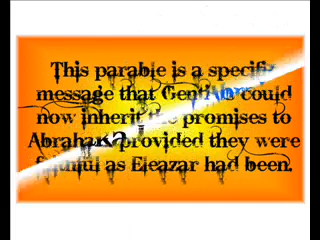 This parable is a specific
message that Gentiles could
now inherit the promises to
Abraham provided they were
faithful as Eleazar had been.